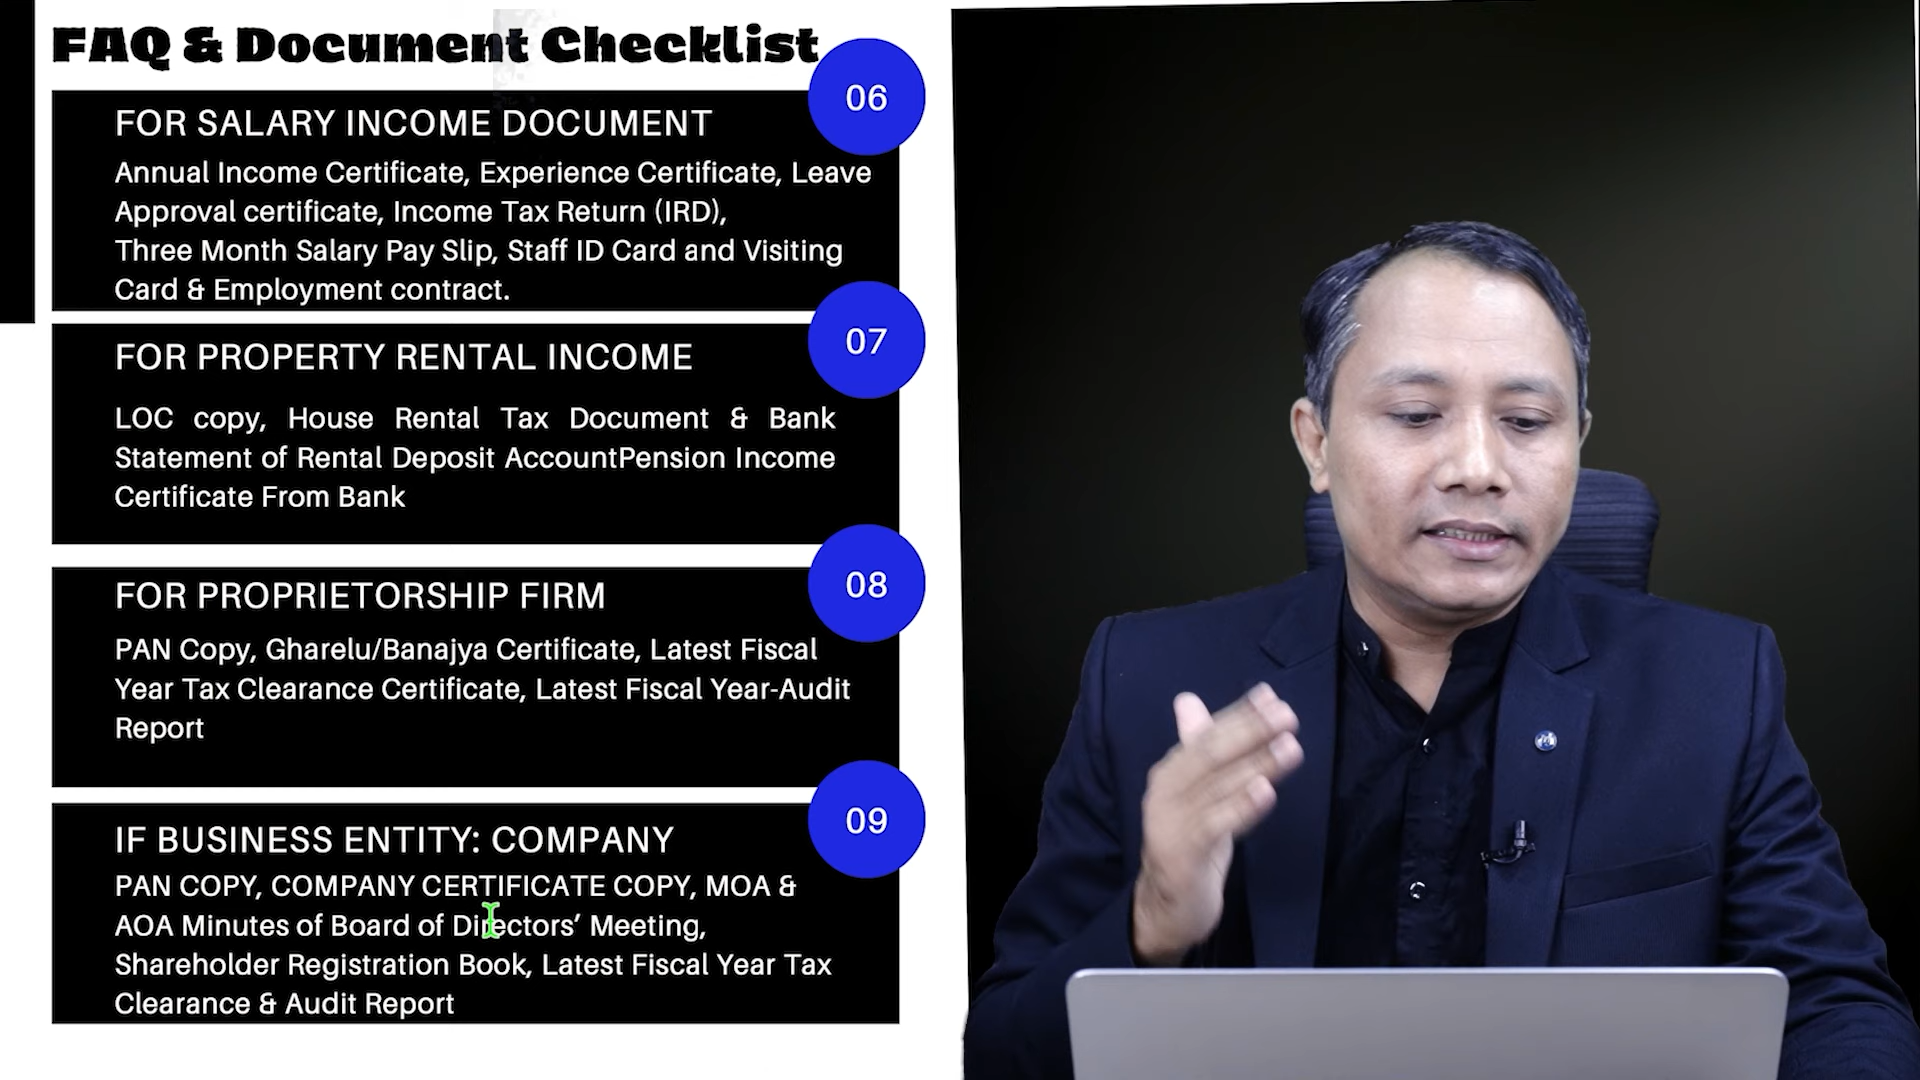 FAQ & Document Checklist
06
FOR SALARY INCOME DOCUMENT
Annual Income Certificate, Experience Certificate, Leave
Approval certificate, Income Tax Return (IRD),
Three Month Salary Pay Slip, Staff ID Card and Visiting
Card & Employment contract.
07
FOR PROPERTY RENTAL INCOME
LOC copy, House Rental Tax Document & Bank
Statement of Rental Deposit AccountPension Income
Certificate From Bank
08
FOR PROPRIETORSHIP FIRM
PAN Copy, Gharelu/Banajya Certificate, Latest Fiscal
Year Tax Clearance Certificate, Latest Fiscal Year-Audit
Report
09
IF BUSINESS ENTITY: COMPANY
PAN COPY, COMPANY CERTIFICATE COPY, MOA &
AOA Minutes of Board of Directors’ Meeting,
Shareholder Registration Book, Latest Fiscal Year Tax
Clearance & Audit Report